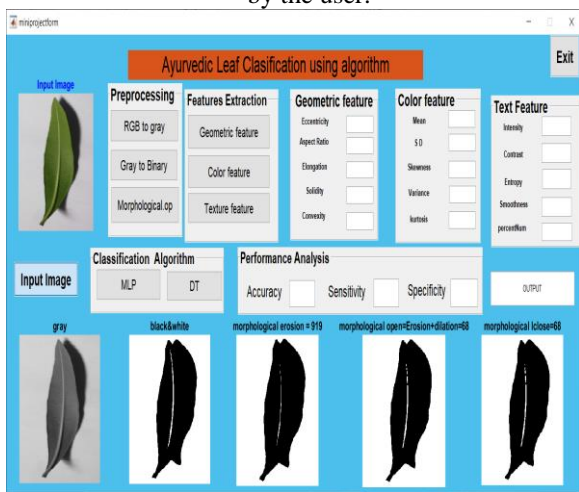 by the user.
miniprojectform
Ayurvedic Leaf Clasification using algorithm
Exit
Input Image
Preprocessing
RGB to gray
Gray to Binary
Morphological.op
Features Extraction
Geometric feature
Color feature
Texture feature
Geometric feature
Eccentricity
Aspect Ratio
Elongation
Solidity
Convexity
Color feature
Mean
S D
Skewness
Variance
kurtosis
Text Feature
Intensity
Contrast
Entropy
Smoothness
percentNum
Input Image
Classification Algorithm
MLP
DT
Performance Analysis
Accuracy
Sensitivity
Specificity
OUTPUT
gray
black&white
morphological erosion = 919
morphological open=Erosion+dilation=68
morphological Iclose=68